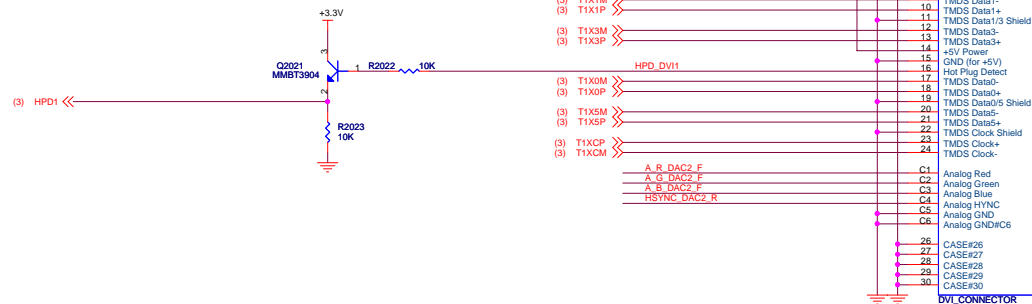 (3) T1X1M
(3) T1X1P
TMDS Data1-
10 TMDS Data1+
11 TMDS Data1/3 Shield
(3) T1X3M
12 TMDS Data3-
(3) T1X3P
13 TMDS Data3+
14 +5V Power
15 GND (for +5V)
+3.3V
3
Q2021
MMBT3904
1
R2022
10K
2
HPD_DVI1
16 Hot Plug Detect
(3) T1X0M
17 TMDS Data0-
(3) T1X0P
18 TMDS Data0+
(3) HPD1
19 TMDS Data0/5 Shield
(3) T1X5M
20 TMDS Data5-
(3) T1X5P
21 TMDS Data5+
R2023
10K
22 TMDS Clock Shield
(3) T1XCP
23 TMDS Clock+
(3) T1XCM
24 TMDS Clock-
A_R_DAC2_F
C1 Analog Red
A_G_DAC2_F
C2 Analog Green
A_B_DAC2_F
C3 Analog Blue
HSYNC_DAC2_R
C4 Analog HYNC
C5 Analog GND
C6 Analog GND#C6
26 CASE#26
27 CASE#27
28 CASE#28
29 CASE#29
30 CASE#30
DVI_CONNECTOR